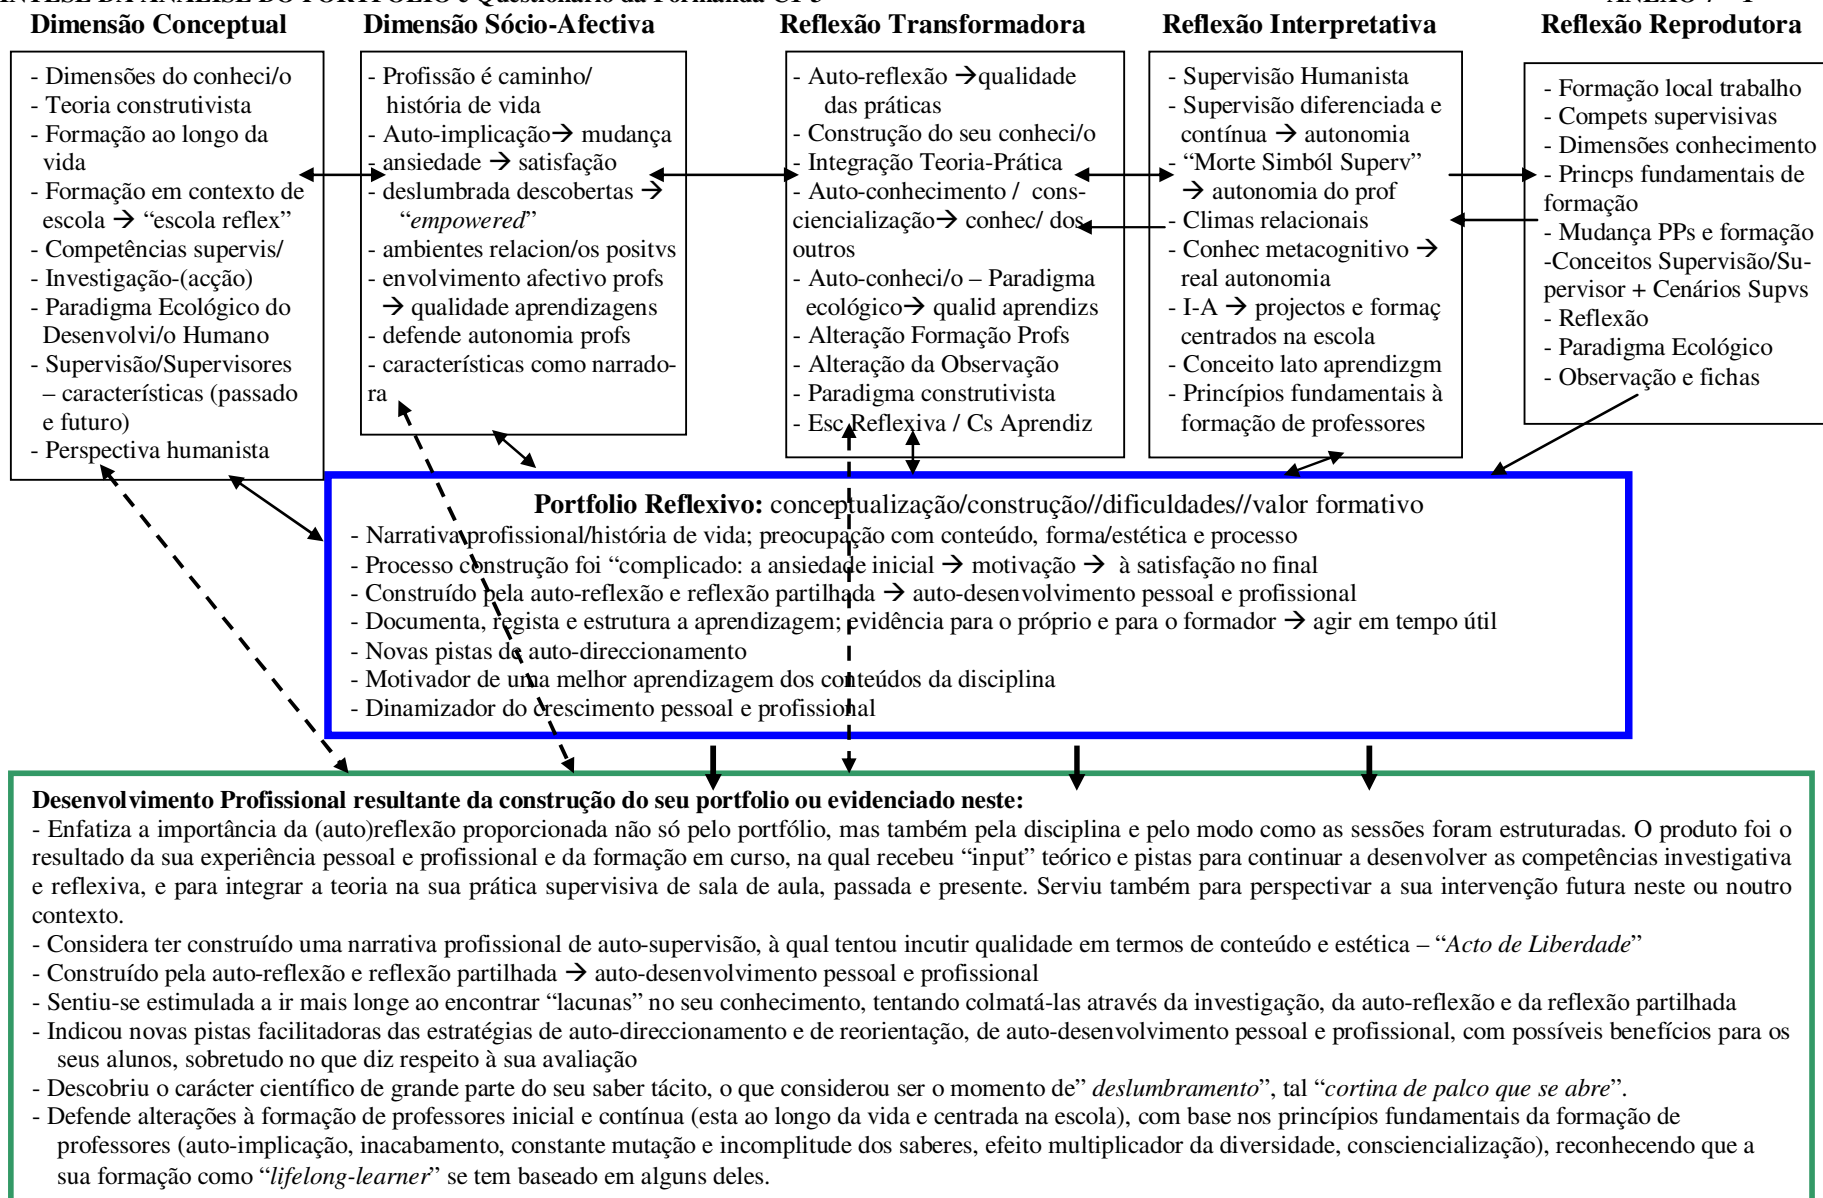 Dimensão Conceptual
- Dimensões do conheci/o
- Teoria construtivista
- Formação ao longo da
vida
- Formação em contexto de
escola → “escola reflex”
- Competências supervis/
- Investigação-(acção)
- Paradigma Ecológico do
Desenvolvi/o Humano
- Supervisão/Supervisores
– características (passado
e futuro)
- Perspectiva humanista
Dimensão Sócio-Afectiva
- Profissão é caminho/
história de vida
- Auto-implicação→ mudança
- ansiedade → satisfação
- deslumbrada descobertas →
“empowered”
- ambientes relacion/os positvs
- envolvimento afectivo profs
→ qualidade aprendizagens
- defende autonomia profs
- características como narrado-
ra
Reflexão Transformadora
- Auto-reflexão →qualidade
das práticas
- Construção do seu conheci/o
- Integração Teoria-Prática
- Auto-conhecimento / cons-
ciencialização→ conhec/ dos
outros
- Auto-conheci/o – Paradigma
ecológico→ qualid aprendizs
- Alteração Formação Profs
- Alteração da Observação
- Paradigma construtivista
- Esc Reflexiva / Cs Aprendiz
Reflexão Interpretativa
- Supervisão Humanista
- Supervisão diferenciada e
contínua → autonomia
- “Morte Simból Superv”
→ autonomia do prof
- Climas relacionais
- Conhec metacognitivo →
real autonomia
- I-A → projectos e formaç
centrados na escola
- Conceito lato aprendizgm
- Princípios fundamentais à
formação de professores
Reflexão Reprodutora
- Formação local trabalho
- Compets supervisivas
- Dimensões conhecimento
- Princps fundamentais de
formação
- Mudança PPs e formação
-Conceitos Supervisão/Su-
pervisor + Cenários Supvs
- Reflexão
- Paradigma Ecológico
- Observação e fichas
Portfolio Reflexivo: conceptualização/construção//dificuldades//valor formativo
- Narrativa profissional/história de vida; preocupação com conteúdo, forma/estética e processo
- Processo construção foi “complicado: a ansiedade inicial → motivação → à satisfação no final
- Construído pela auto-reflexão e reflexão partilhada → auto-desenvolvimento pessoal e profissional
- Documenta, regista e estrutura a aprendizagem; evidência para o próprio e para o formador → agir em tempo útil
- Novas pistas de auto-direccionamento
- Motivador de uma melhor aprendizagem dos conteúdos da disciplina
- Dinamizador do crescimento pessoal e profissional
Desenvolvimento Profissional resultante da construção do seu portfolio ou evidenciado neste:
- Enfatiza a importância da (auto)reflexão proporcionada não só pelo portfólio, mas também pela disciplina e pelo modo como as sessões foram estruturadas. O produto foi o
resultado da sua experiência pessoal e profissional e da formação em curso, na qual recebeu “input” teórico e pistas para continuar a desenvolver as competências investigativa
e reflexiva, e para integrar a teoria na sua prática supervisiva de sala de aula, passada e presente. Serviu também para perspectivar a sua intervenção futura neste ou noutro
contexto.
- Considera ter construído uma narrativa profissional de auto-supervisão, à qual tentou incutir qualidade em termos de conteúdo e estética – “Acto de Liberdade”
- Construído pela auto-reflexão e reflexão partilhada → auto-desenvolvimento pessoal e profissional
- Sentiu-se estimulada a ir mais longe ao encontrar “lacunas” no seu conhecimento, tentando colmatá-las através da investigação, da auto-reflexão e da reflexão partilhada
- Indicou novas pistas facilitadoras das estratégias de auto-direccionamento e de reorientação, de auto-desenvolvimento pessoal e profissional, com possíveis benefícios para os
seus alunos, sobretudo no que diz respeito à sua avaliação
- Descobriu o carácter científico de grande parte do seu saber tácito, o que considerou ser o momento de” deslumbramento”, tal “cortina de palco que se abre”.
- Defende alterações à formação de professores inicial e contínua (esta ao longo da vida e centrada na escola), com base nos princípios fundamentais da formação de
professores (auto-implicação, inacabamento, constante mutação e incomplitude dos saberes, efeito multiplicador da diversidade, consciencialização), reconhecendo que a
sua formação como “lifelong-learner” se tem baseado em alguns deles.